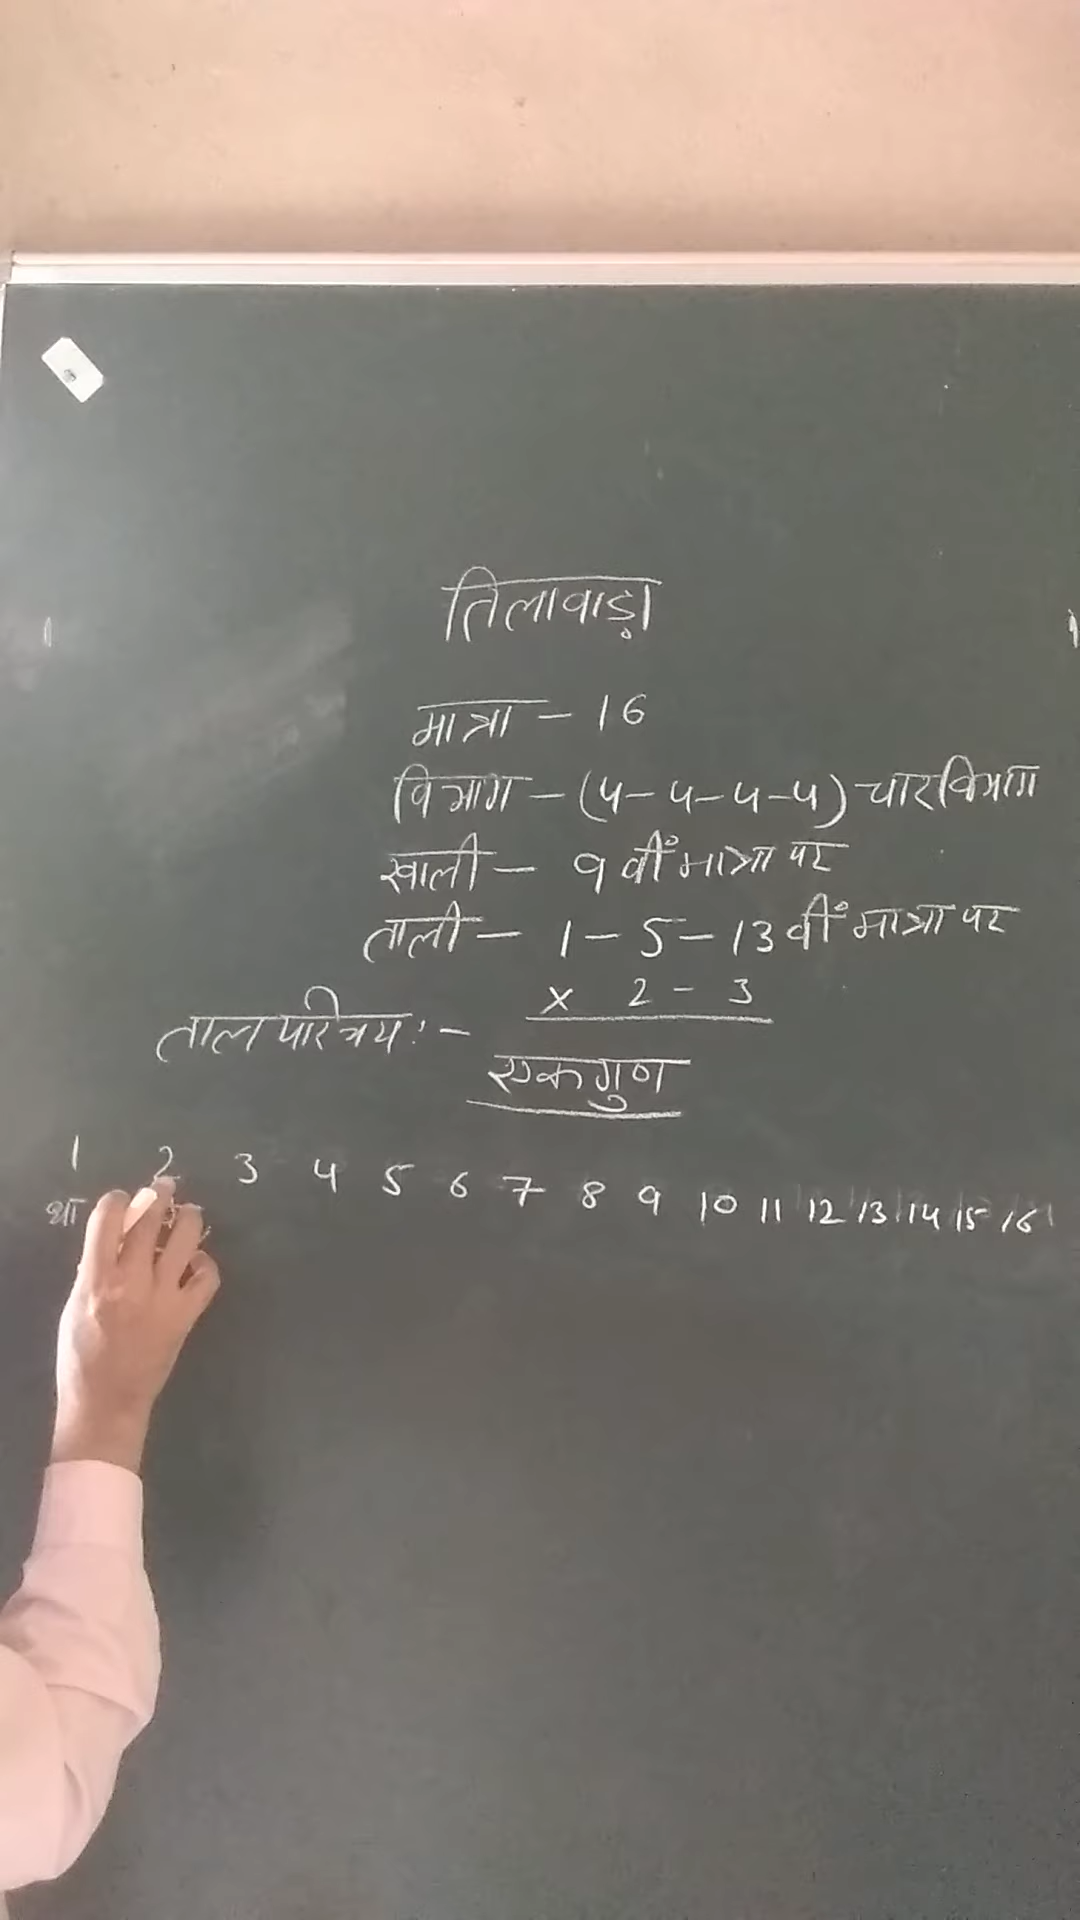 तिलावाड़ा
मात्रा - 16
विभाग - (4-4-4-4) चार विभाग
खाली - 9 वीं मात्रा पर
ताली - 1 - 5 - 13 वीं मात्रा पर
x 2 - 3
ताल परिचय :-
एकगुण
1 2 3 4 5 6 7 8 9 10 11 12 13 14 15 16
धा